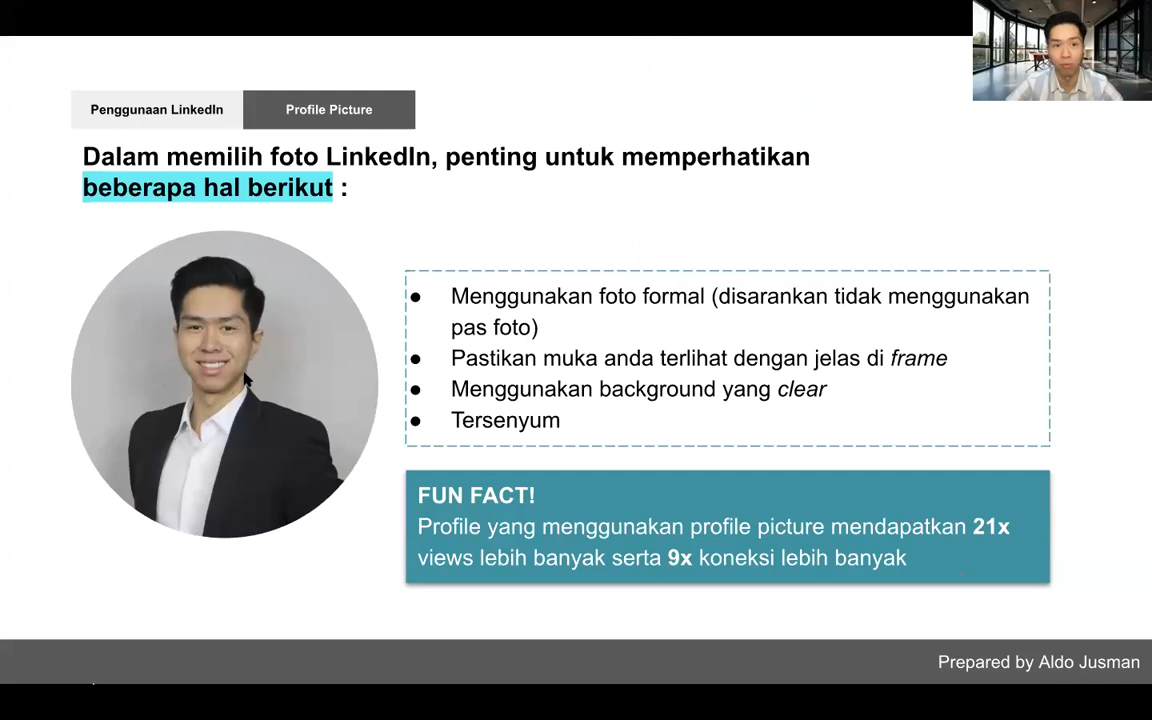 Penggunaan LinkedIn
Profile Picture
Dalam memilih foto LinkedIn, penting untuk memperhatikan
beberapa hal berikut :
● Menggunakan foto formal (disarankan tidak menggunakan
pas foto)
● Pastikan muka anda terlihat dengan jelas di frame
● Menggunakan background yang clear
● Tersenyum
FUN FACT!
Profile yang menggunakan profile picture mendapatkan 21x
views lebih banyak serta 9x koneksi lebih banyak
Prepared by Aldo Jusman